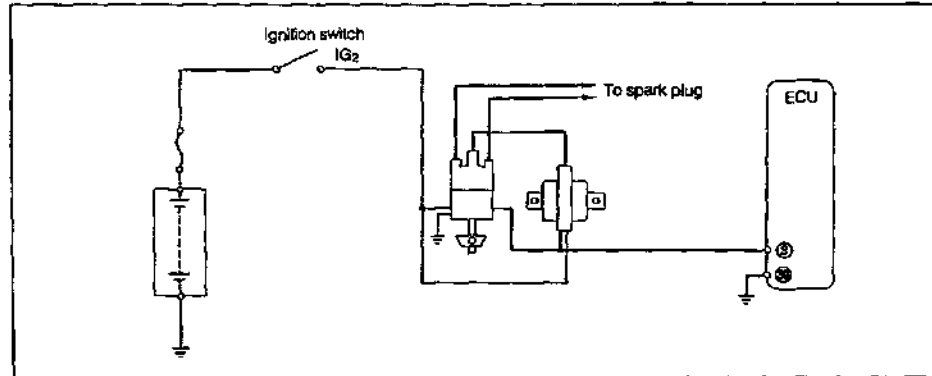 Ignition switch
IG₂
To spark plug
ECU